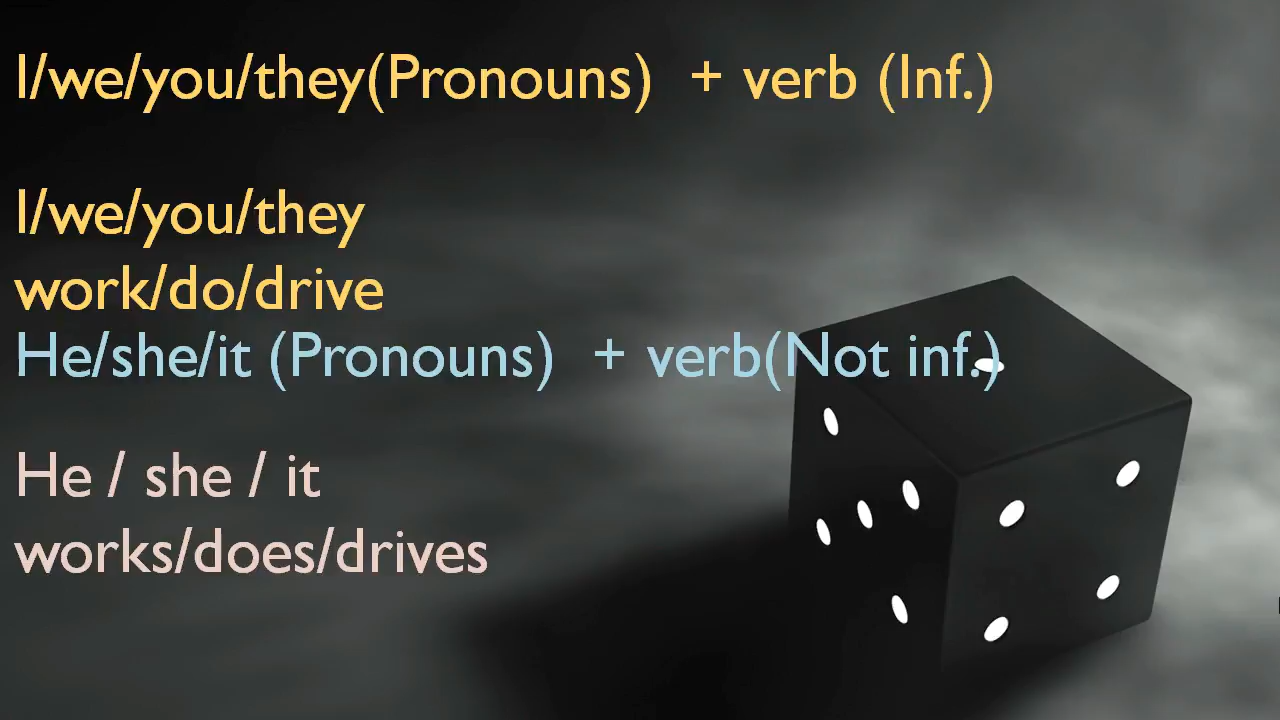 I/we/you/they(Pronouns)  + verb (Inf.)
I/we/you/they
work/do/drive
He/she/it (Pronouns)  + verb(Not inf.)
He / she / it
works/does/drives